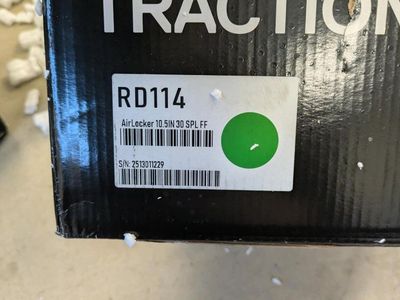 TRACTION
RD114
AirLocker 10.5IN 30 SPL FF
S/N: 2513011229